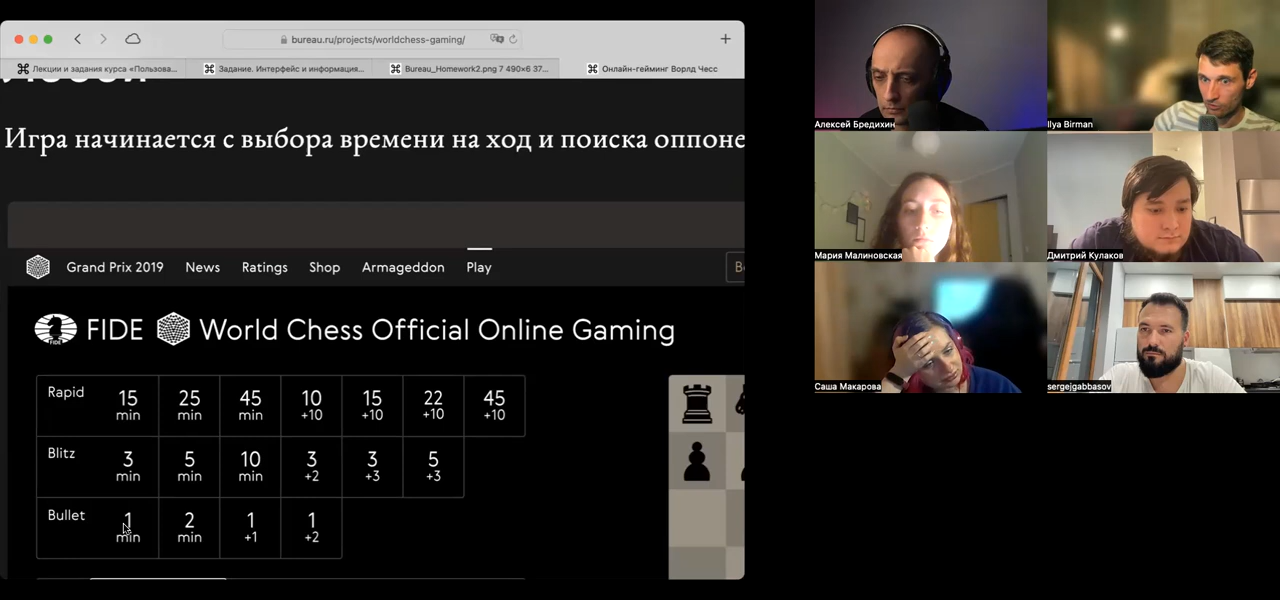 bureau.ru/projects/worldchess-gaming/
Лекции и задания курса «Пользова...
Задание. Интерфейс и информация...
Bureau_Homework2.png 7 490×6 37...
Онлайн-гейминг Ворлд Чесс
Игра начинается с выбора времени на ход и поиска оппоне
Grand Prix 2019 News Ratings Shop Armageddon Play
FIDE World Chess Official Online Gaming
Rapid 15 min 25 min 45 min 10 +10 15 +10 22 +10 45 +10
Blitz 3 min 5 min 10 min 3 +2 3 +3 5 +3
Bullet 1 min 2 min 1 +1 1 +2
Алексей Бредихин
Ilya Birman
Мария Малиновская
Дмитрий Кулаков
Саша Макарова
sergejgabbasov